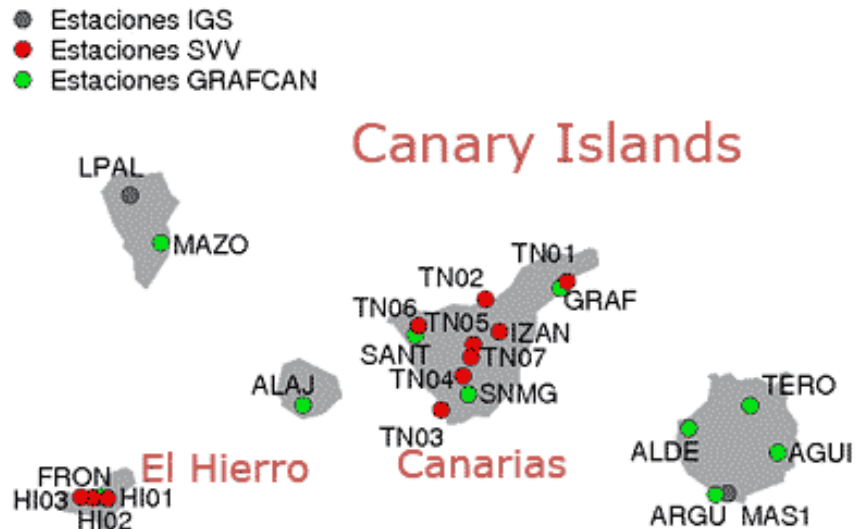 Estaciones IGS
Estaciones SVV
Estaciones GRAFCAN
Canary Islands
LPAL
MAZO
TN01
TN02
GRAF
TN06
TN05
IZAN
SANT
TN07
ALAJ
TN04
SNMG
TERO
TN03
ALDE
AGUI
El Hierro
Canarias
FRON
HI03
HI01
HI02
ARGU
MAS1